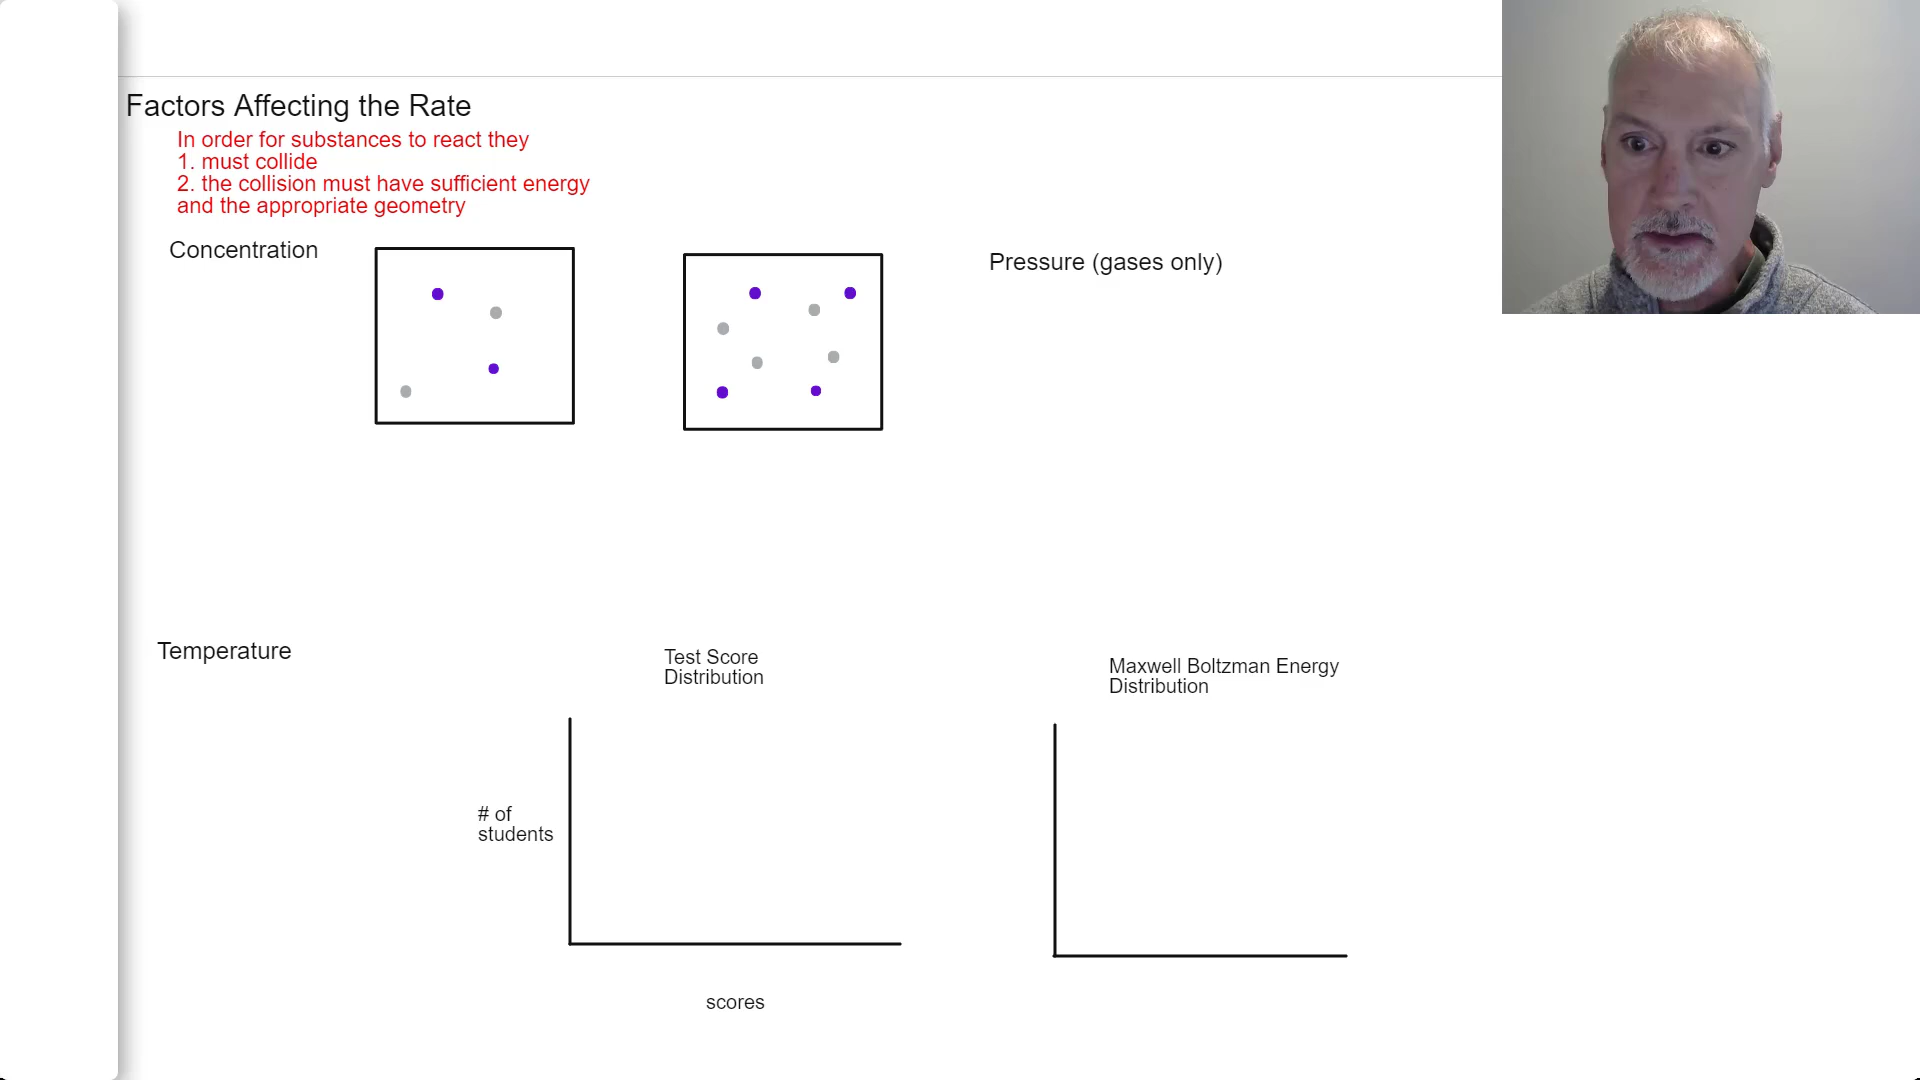 Factors Affecting the Rate
In order for substances to react they
1. must collide
2. the collision must have sufficient energy
and the appropriate geometry
Concentration
Pressure (gases only)
Temperature
Test Score
Distribution
# of
students
scores
Maxwell Boltzman Energy
Distribution